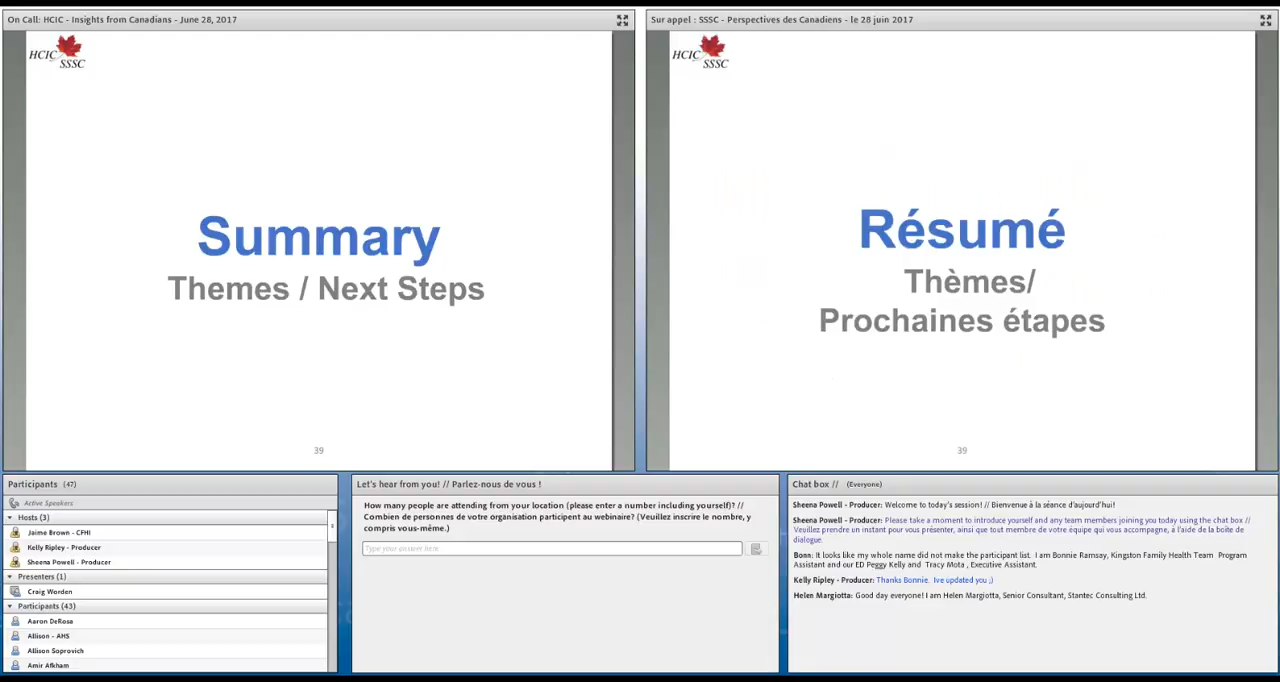 On Call: HCIC - Insights from Canadians - June 28, 2017
HCIC
SSSC
Summary
Themes / Next Steps
39
Sur appel : SSSC - Perspectives des Canadiens - le 28 juin 2017
HCIC
SSSC
Résumé
Thèmes/
Prochaines étapes
39
Participants (47)
Active Speakers
Hosts (3)
Jaime Brown - CFHI
Kelly Ripley - Producer
Sheena Powell - Producer
Presenters (1)
Craig Worden
Participants (43)
Aaron DeRosa
Allison - AHS
Allison Soprovich
Amir Afkham
Let's hear from you! // Parlez-nous de vous !
How many people are attending from your location (please enter a number including yourself)? //
Combien de personnes de votre organisation participent au webinaire? (Veuillez inscrire le nombre, y
compris vous-même.)
Type your answer here
Chat box // (Everyone)
Sheena Powell - Producer: Welcome to today's session! // Bienvenue à la séance d'aujourd'hui!
Sheena Powell - Producer: Please take a moment to introduce yourself and any team members joining you today using the chat box //
Veuillez prendre un instant pour vous présenter, ainsi que tout membre de votre équipe qui vous accompagne, à l'aide de la boîte de
dialogue.
Bonn: It looks like my whole name did not make the participant list. I am Bonnie Ramsay, Kingston Family Health Team Program
Assistant and our ED Peggy Kelly and Tracy Mota , Executive Assistant.
Kelly Ripley - Producer: Thanks Bonnie. Ive updated you ;)
Helen Margiotta: Good day everyone! I am Helen Margiotta, Senior Consultant, Stantec Consulting Ltd.